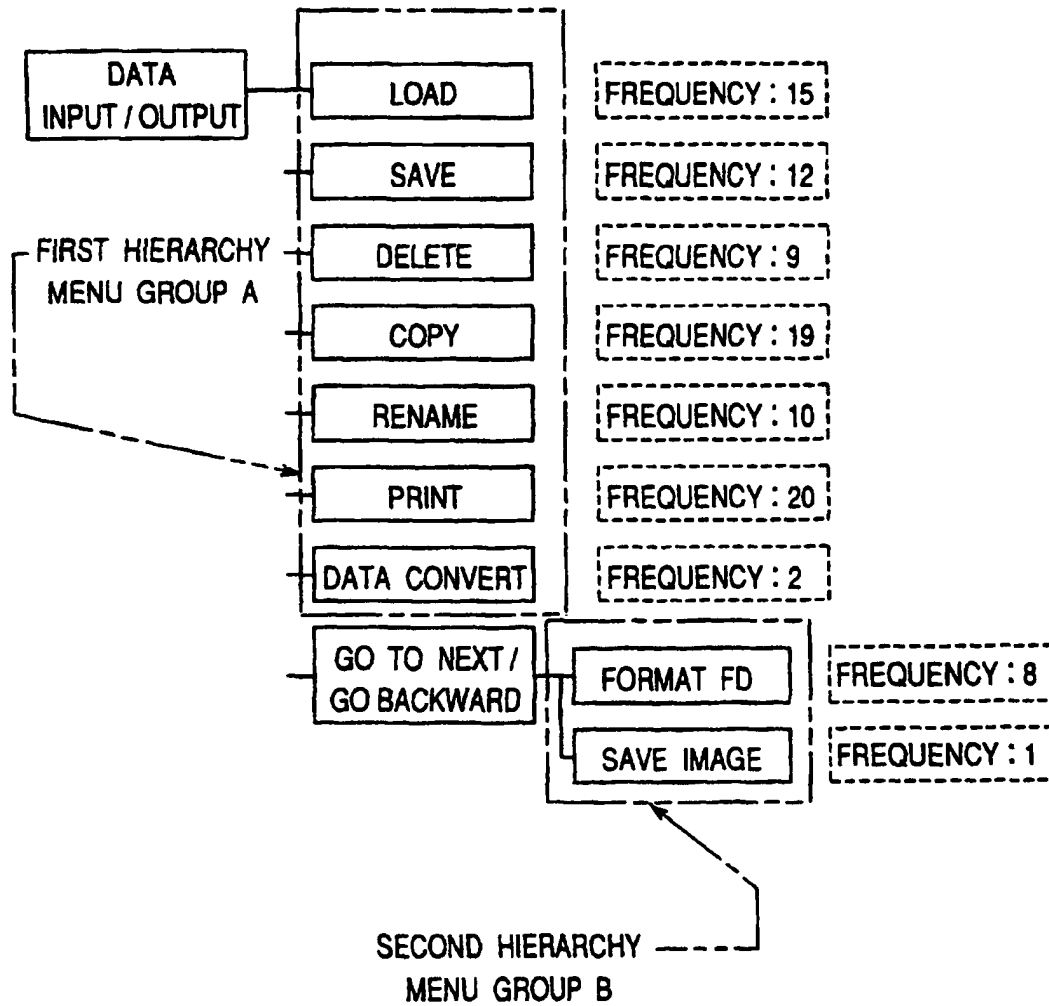 DATA
INPUT / OUTPUT
LOAD
FREQUENCY : 15
SAVE
FREQUENCY : 12
FIRST HIERARCHY
MENU GROUP A
DELETE
FREQUENCY : 9
COPY
FREQUENCY : 19
RENAME
FREQUENCY : 10
PRINT
FREQUENCY : 20
DATA CONVERT
FREQUENCY : 2
GO TO NEXT /
GO BACKWARD
FORMAT FD
FREQUENCY : 8
SAVE IMAGE
FREQUENCY : 1
SECOND HIERARCHY
MENU GROUP B